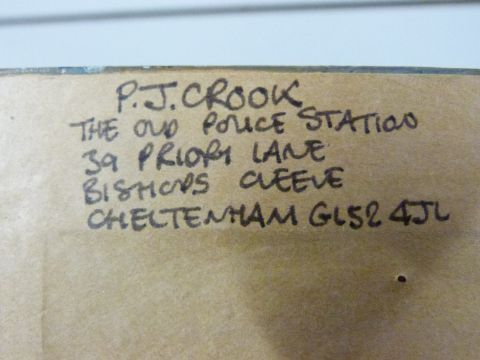 P.J. CROOK
THE OLD POLICE STATION
39 PRIORY LANE
BISHOPS CLEEVE
CHELTENHAM GL52 4JL